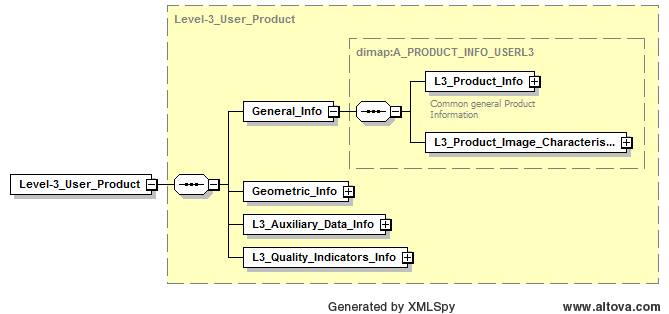 Level-3_User_Product
dimap:A_PRODUCT_INFO_USERL3
L3_Product_Info
Common general Product
Information
General_Info
L3_Product_Image_Characteris...
Level-3_User_Product
Geometric_Info
L3_Auxiliary_Data_Info
L3_Quality_Indicators_Info
Generated by XMLSpy
www.altova.com